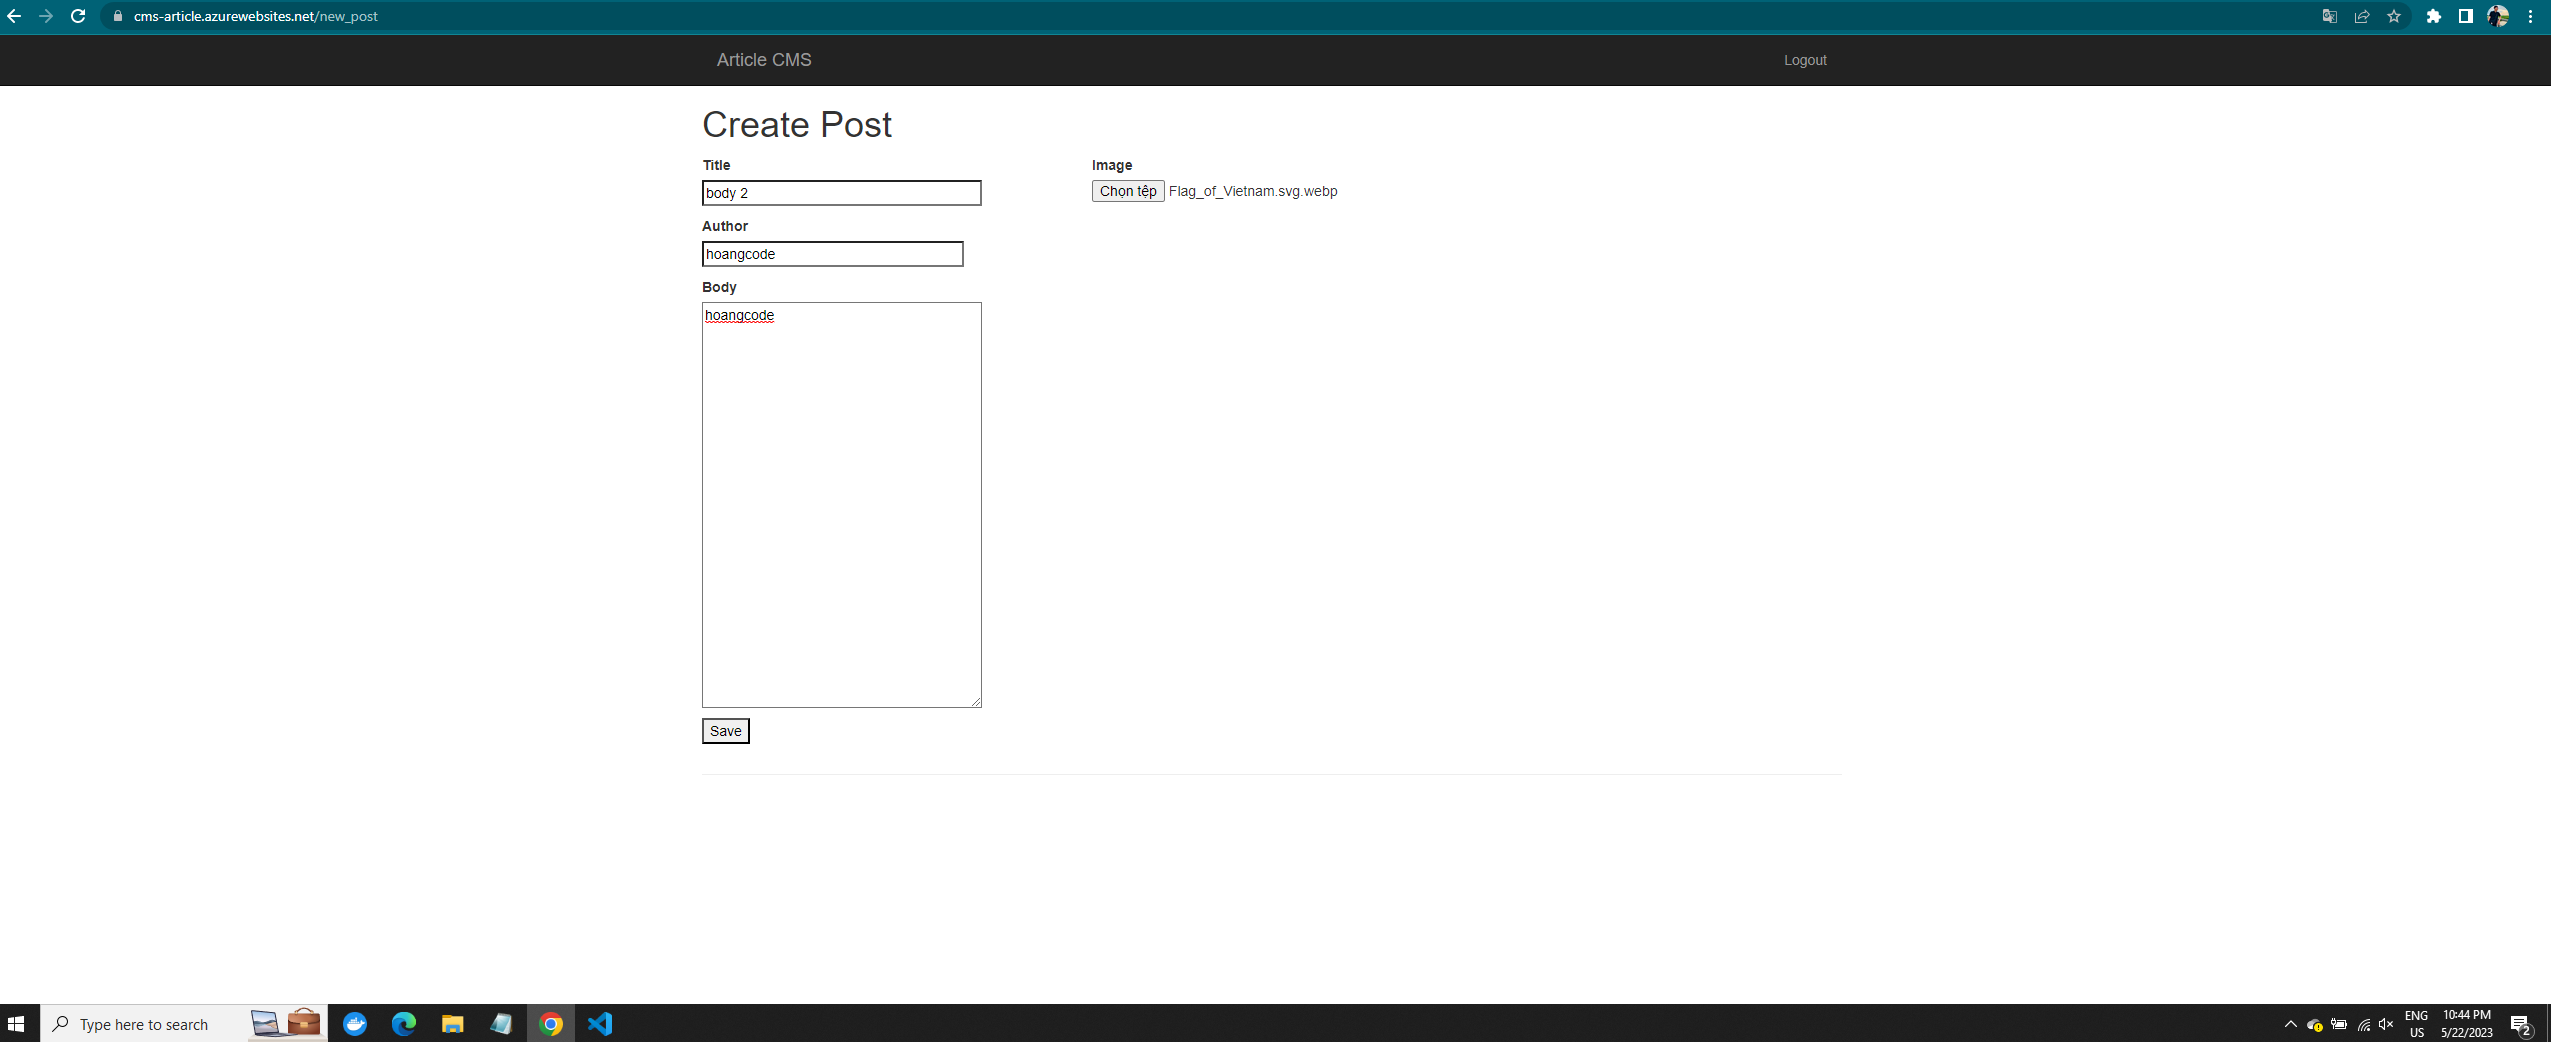 cms-article.azurewebsites.net/new_post
Article CMS
Logout
Create Post
Title
Image
body 2
Chọn tệp Flag_of_Vietnam.svg.webp
Author
hoangcode
Body
hoangcode
Save
Type here to search
ENG
US
10:44 PM
5/22/2023
2